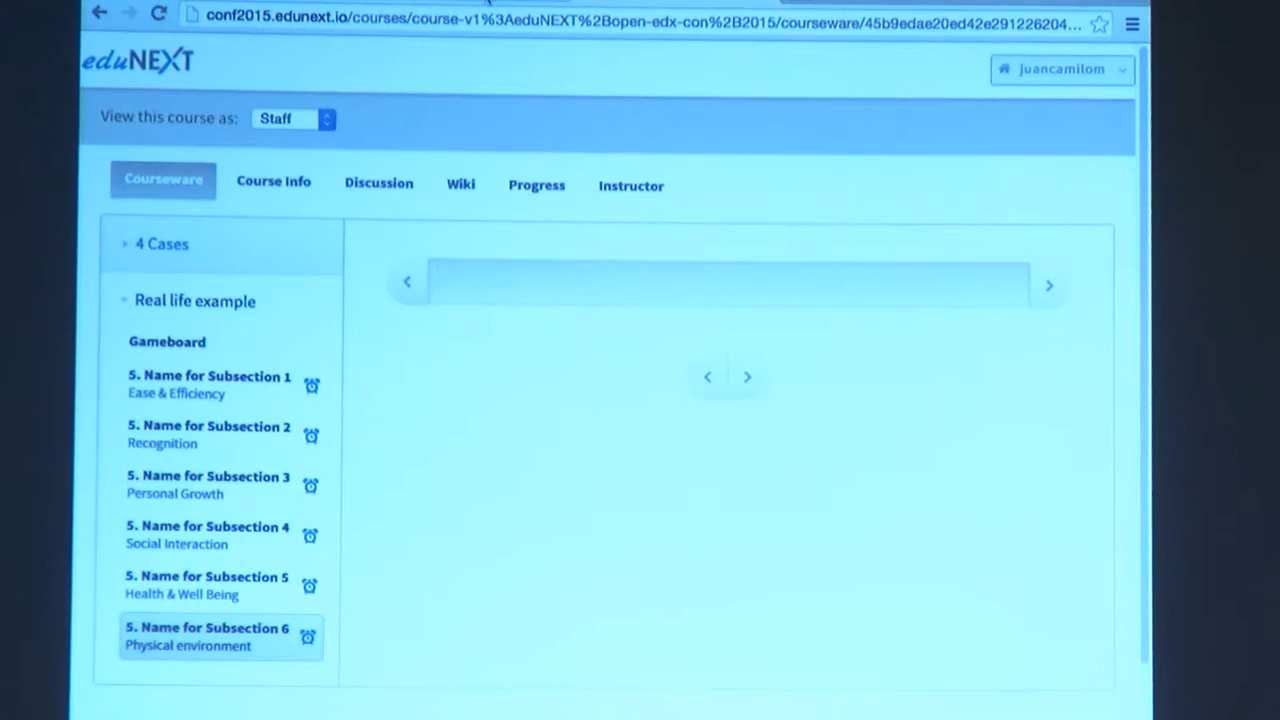 conf2015.edunext.io/courses/course-v1%3AeduNEXT%2Bopen-edx-con%2B2015/courseware/45b9edae20ed42e291226204...
eduNEXT
juancamilom
View this course as: Staff
Courseware Course Info Discussion Wiki Progress Instructor
4 Cases
Real life example
Gameboard
5. Name for Subsection 1
Ease & Efficiency
5. Name for Subsection 2
Recognition
5. Name for Subsection 3
Personal Growth
5. Name for Subsection 4
Social Interaction
5. Name for Subsection 5
Health & Well Being
5. Name for Subsection 6
Physical environment